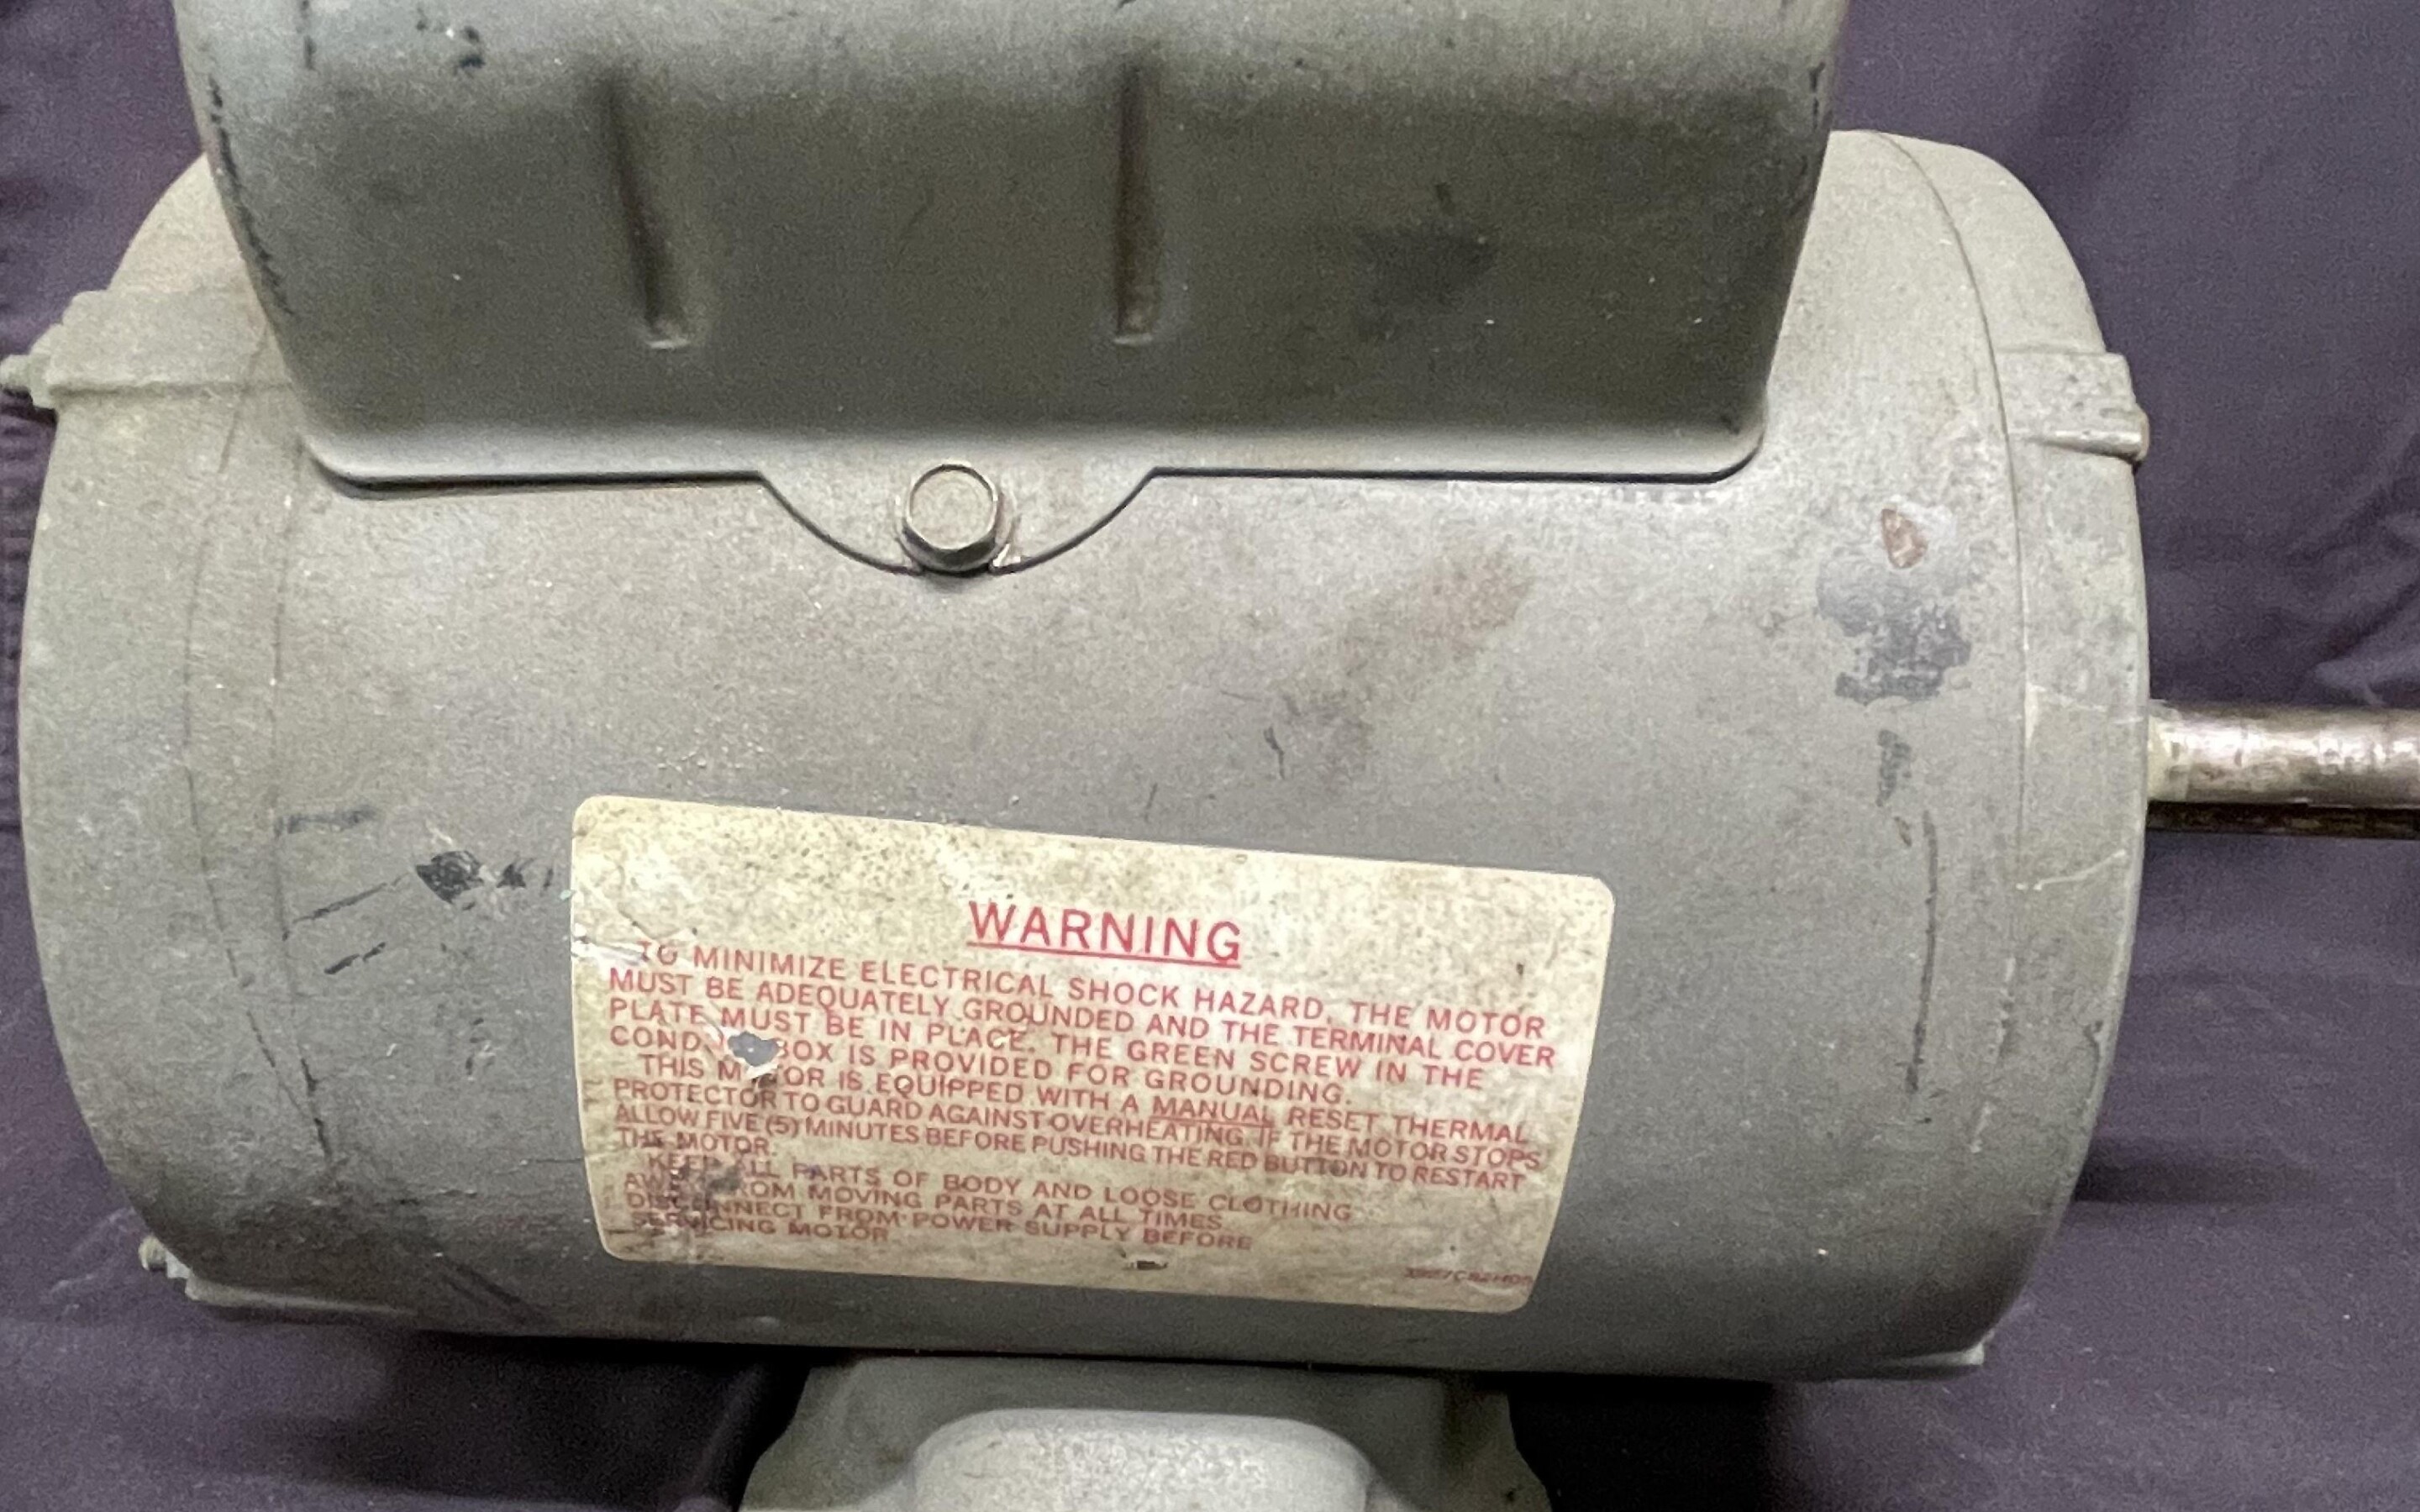 WARNING
TO MINIMIZE ELECTRICAL SHOCK HAZARD, THE MOTOR
MUST BE ADEQUATELY GROUNDED AND THE TERMINAL COVER
PLATE MUST BE IN PLACE. THE GREEN SCREW IN THE
BOX IS PROVIDED FOR GROUNDING.
THIS MOTOR IS EQUIPPED WITH A MANUAL RESET THERMAL
PROTECTOR TO GUARD AGAINST OVERHEATING. IF THE MOTOR STOPS
ALLOW FIVE (5) MINUTES BEFORE PUSHING THE RED BUTTON TO RESTART
THE MOTOR.
KEEP ALL PARTS OF BODY AND LOOSE CLOTHING
AWAY FROM MOVING PARTS AT ALL TIMES.
DISCONNECT FROM POWER SUPPLY BEFORE
SERVICING MOTOR